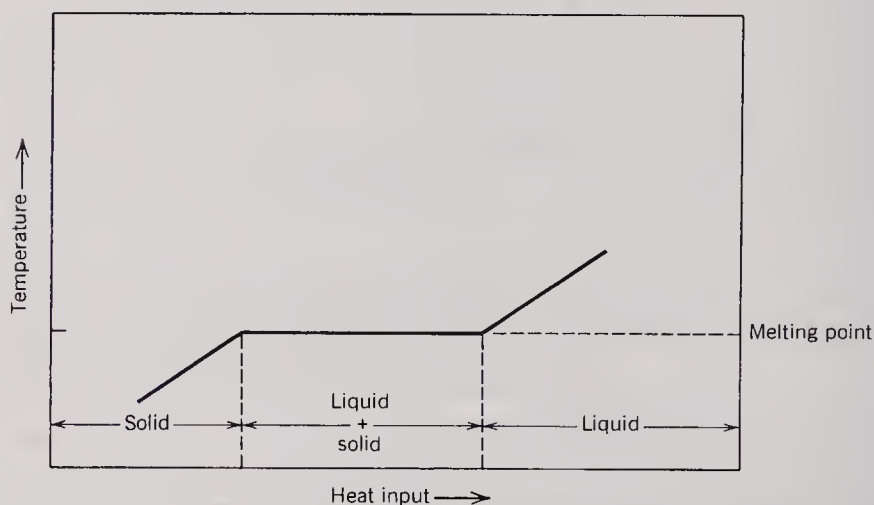 Temperature
Melting point
Solid
Liquid
+
solid
Liquid
Heat input